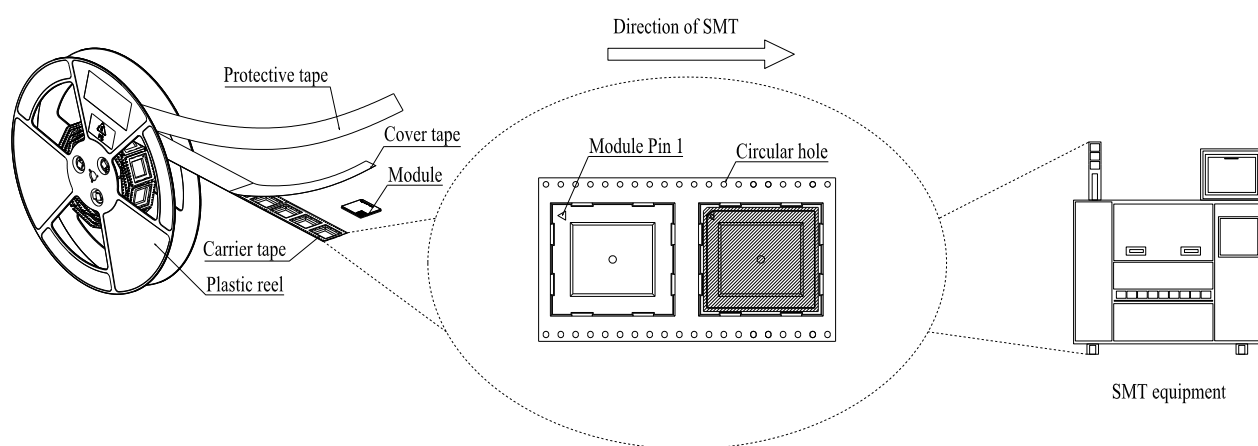 Direction of SMT
Protective tape
Cover tape
Module
Carrier tape
Plastic reel
Module Pin 1
Circular hole
SMT equipment